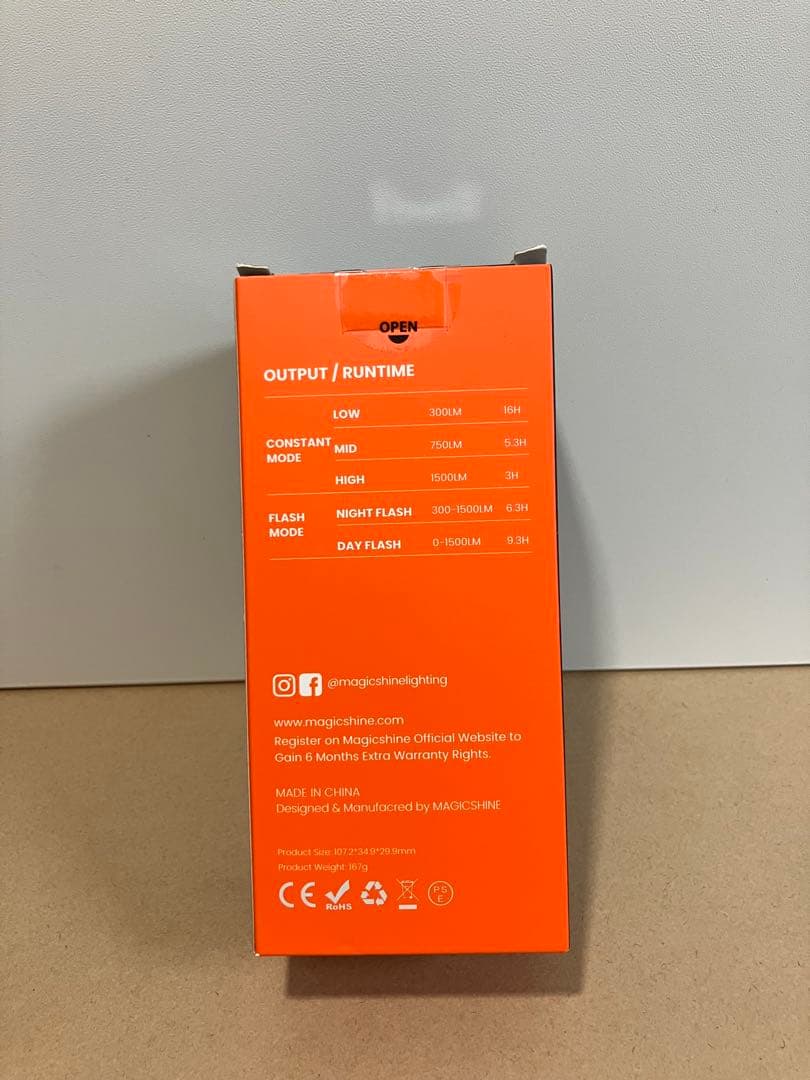 OPEN
OUTPUT / RUNTIME
LOW 300LM 16H
CONSTANT
MODE
MID 750LM 5.3H
HIGH 1500LM 3H
FLASH
MODE
NIGHT FLASH 300-1500LM 6.3H
DAY FLASH 0-1500LM 9.3H
@magicshinelighting
www.magicshine.com
Register on Magicshine Official Website to
Gain 6 Months Extra Warranty Rights.
MADE IN CHINA
Designed & Manufacred by MAGICSHINE
Product Size: 107.2*34.9*29.9mm
Product Weight: 167g
CE RoHS PS
E